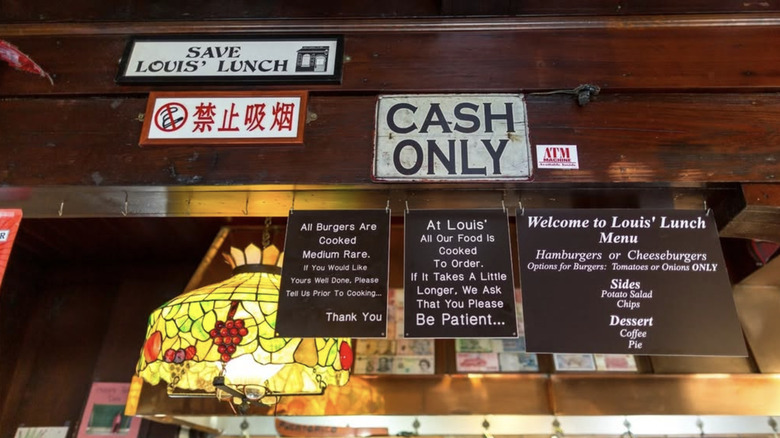 SAVE
LOUIS' LUNCH
禁止吸烟
CASH
ONLY
ATM
MACHINE
All Burgers Are
Cooked
Medium Rare.
If You Would Like
Yours Well Done, Please
Tell Us Prior To Cooking...
Thank You
At Louis'
All Our Food Is
Cooked
To Order.
If It Takes A Little
Longer, We Ask
That You Please
Be Patient...
Welcome to Louis' Lunch
Menu
Hamburgers or Cheeseburgers
Options for Burgers: Tomatoes or Onions ONLY
Sides
Potato Salad
Chips
Dessert
Coffee
Pie